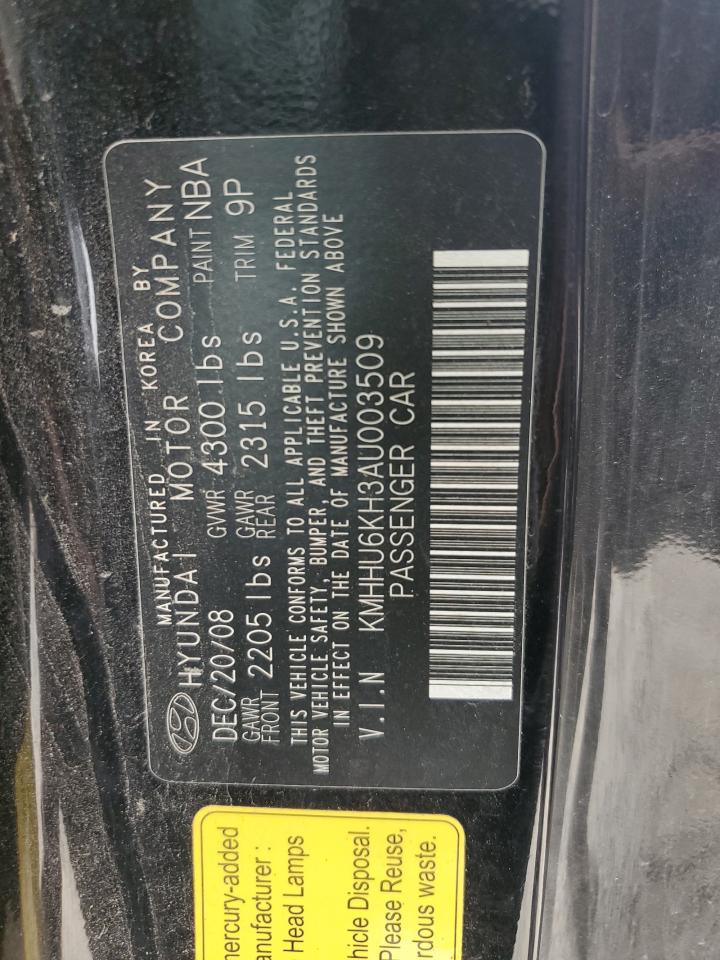 MANUFACTURED IN KOREA BY
HYUNDAI MOTOR COMPANY
DEC/20/08 GVWR 4300 lbs PAINT NBA
GAWR FRONT 2205 lbs GAWR REAR 2315 lbs TRIM 9P
THIS VEHICLE CONFORMS TO ALL APPLICABLE U.S.A. FEDERAL
MOTOR VEHICLE SAFETY, BUMPER, AND THEFT PREVENTION STANDARDS
IN EFFECT ON THE DATE OF MANUFACTURE SHOWN ABOVE
V.I.N KMHHU6KH3AU003509
PASSENGER CAR
mercury-added
anufacturer :
Head Lamps
hicle Disposal.
Please Reuse,
rdous waste.